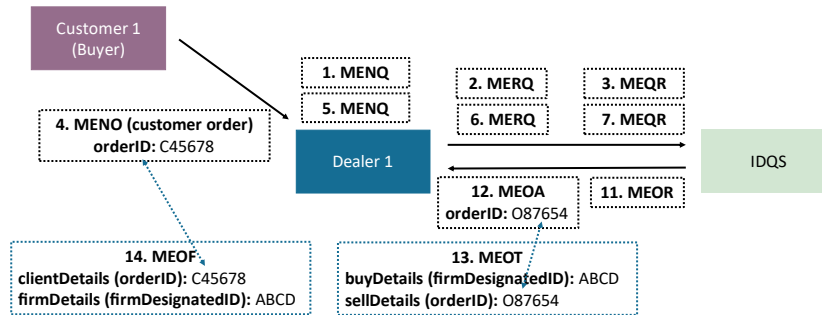 Customer 1
(Buyer)
1. MENQ
5. MENQ
2. MERQ
3. MEQR
6. MERQ
7. MEQR
4. MENO (customer order)
orderID: C45678
Dealer 1
IDQS
12. MEOA
orderID: O87654
11. MEOR
14. MEOF
clientDetails (orderID): C45678
firmDetails (firmDesignatedID): ABCD
13. MEOT
buyDetails (firmDesignatedID): ABCD
sellDetails (orderID): O87654